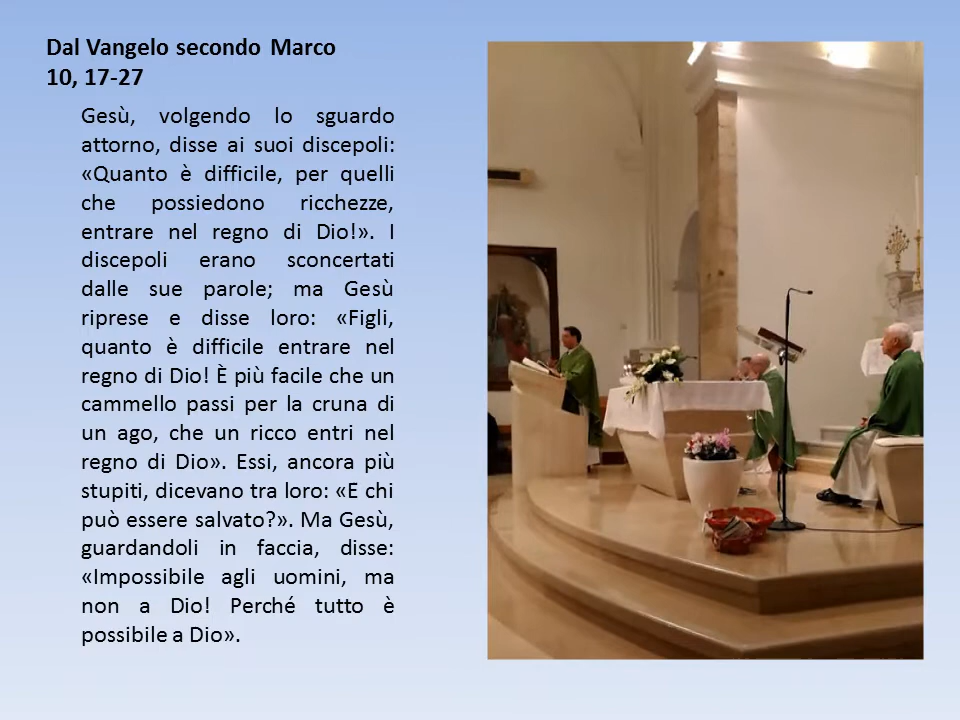 Dal Vangelo secondo Marco
10, 17-27
Gesù, volgendo lo sguardo
attorno, disse ai suoi discepoli:
«Quanto è difficile, per quelli
che possiedono ricchezze,
entrare nel regno di Dio!». I
discepoli erano sconcertati
dalle sue parole; ma Gesù
riprese e disse loro: «Figli,
quanto è difficile entrare nel
regno di Dio! È più facile che un
cammello passi per la cruna di
un ago, che un ricco entri nel
regno di Dio». Essi, ancora più
stupiti, dicevano tra loro: «E chi
può essere salvato?». Ma Gesù,
guardandoli in faccia, disse:
«Impossibile agli uomini, ma
non a Dio! Perché tutto è
possibile a Dio».